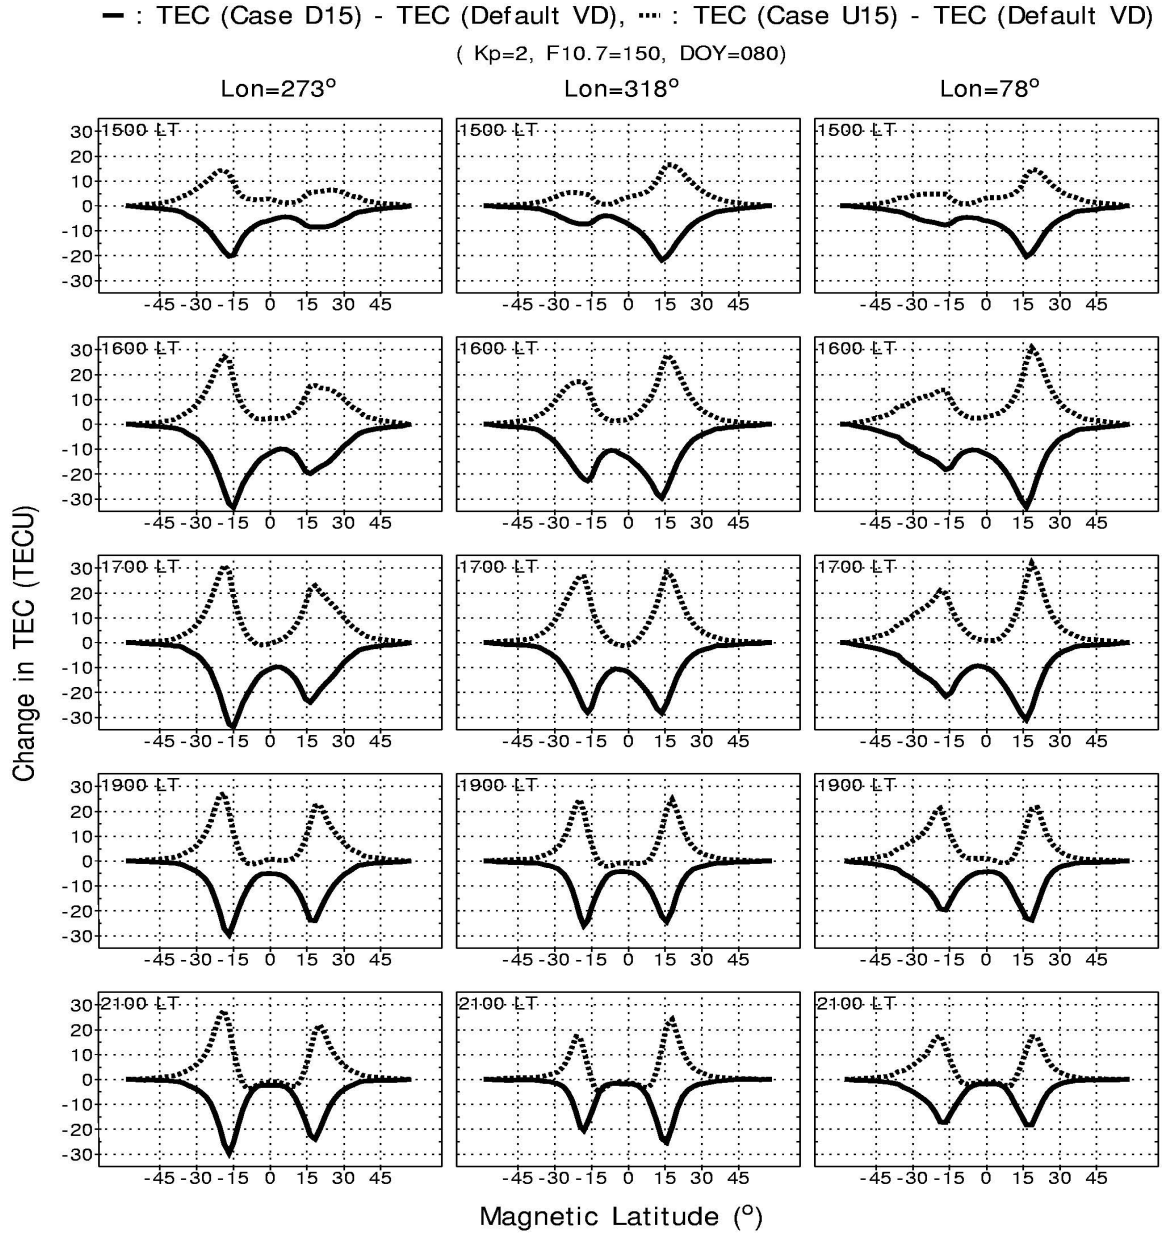 — : TEC (Case D15) - TEC (Default VD), ···· : TEC (Case U15) - TEC (Default VD)
( Kp=2, F10.7=150, DOY=080)
Lon=273° Lon=318° Lon=78°
1500 LT 1500 LT 1500 LT
30
20
10
0
-10
-20
-30
-45 -30 -15 0 15 30 45 -45 -30 -15 0 15 30 45 -45 -30 -15 0 15 30 45
1600 LT 1600 LT 1600 LT
30
20
10
0
-10
-20
-30
-45 -30 -15 0 15 30 45 -45 -30 -15 0 15 30 45 -45 -30 -15 0 15 30 45
Change in TEC (TECU)
1700 LT 1700 LT 1700 LT
30
20
10
0
-10
-20
-30
-45 -30 -15 0 15 30 45 -45 -30 -15 0 15 30 45 -45 -30 -15 0 15 30 45
1900 LT 1900 LT 1900 LT
30
20
10
0
-10
-20
-30
-45 -30 -15 0 15 30 45 -45 -30 -15 0 15 30 45 -45 -30 -15 0 15 30 45
2100 LT 2100 LT 2100 LT
30
20
10
0
-10
-20
-30
-45 -30 -15 0 15 30 45 -45 -30 -15 0 15 30 45 -45 -30 -15 0 15 30 45
Magnetic Latitude (°)